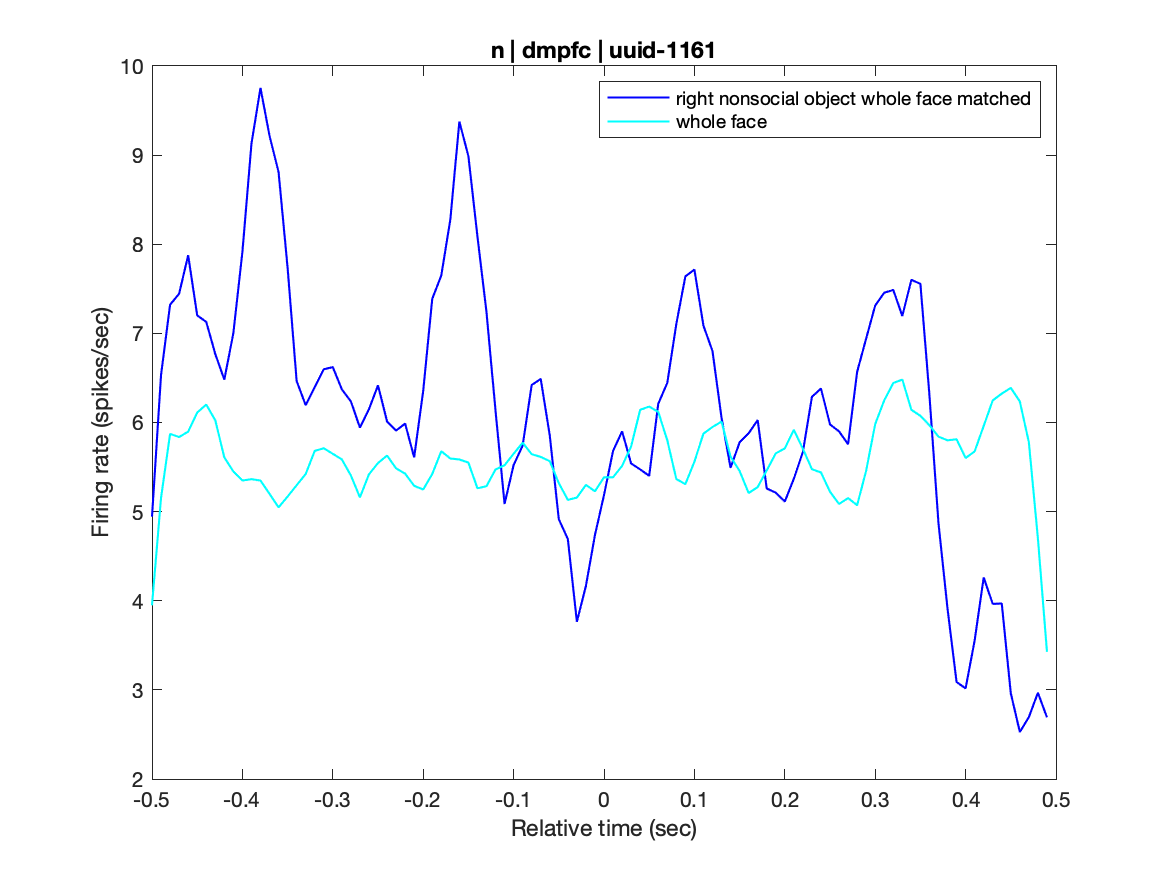 n | dmpfc | uuid-1161
right nonsocial object whole face matched
whole face
10
9
8
7
6
5
4
3
2
Firing rate (spikes/sec)
-0.5 -0.4 -0.3 -0.2 -0.1 0 0.1 0.2 0.3 0.4 0.5
Relative time (sec)